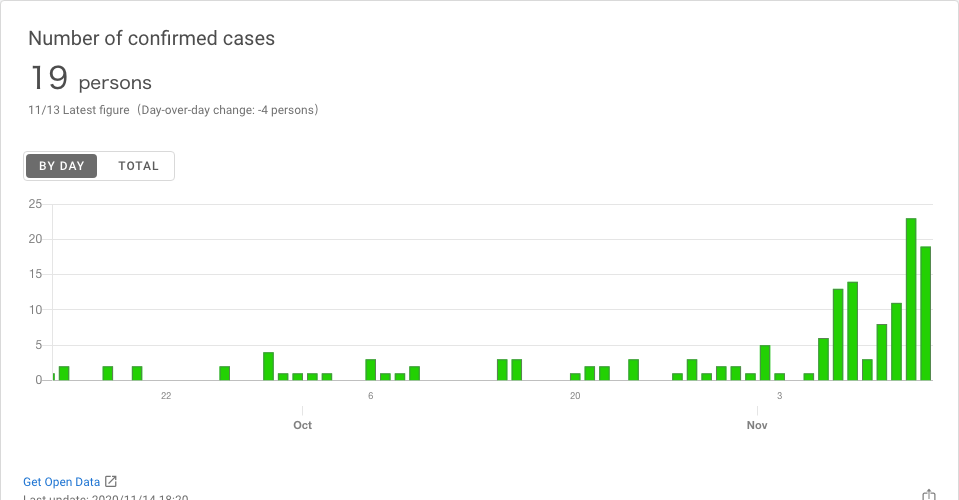 Number of confirmed cases
19 persons
11/13 Latest figure（Day-over-day change: -4 persons）
BY DAY TOTAL
25
20
15
10
5
0
22 6 20 3
Oct Nov
Get Open Data
Last update: 2020/11/14 18:20